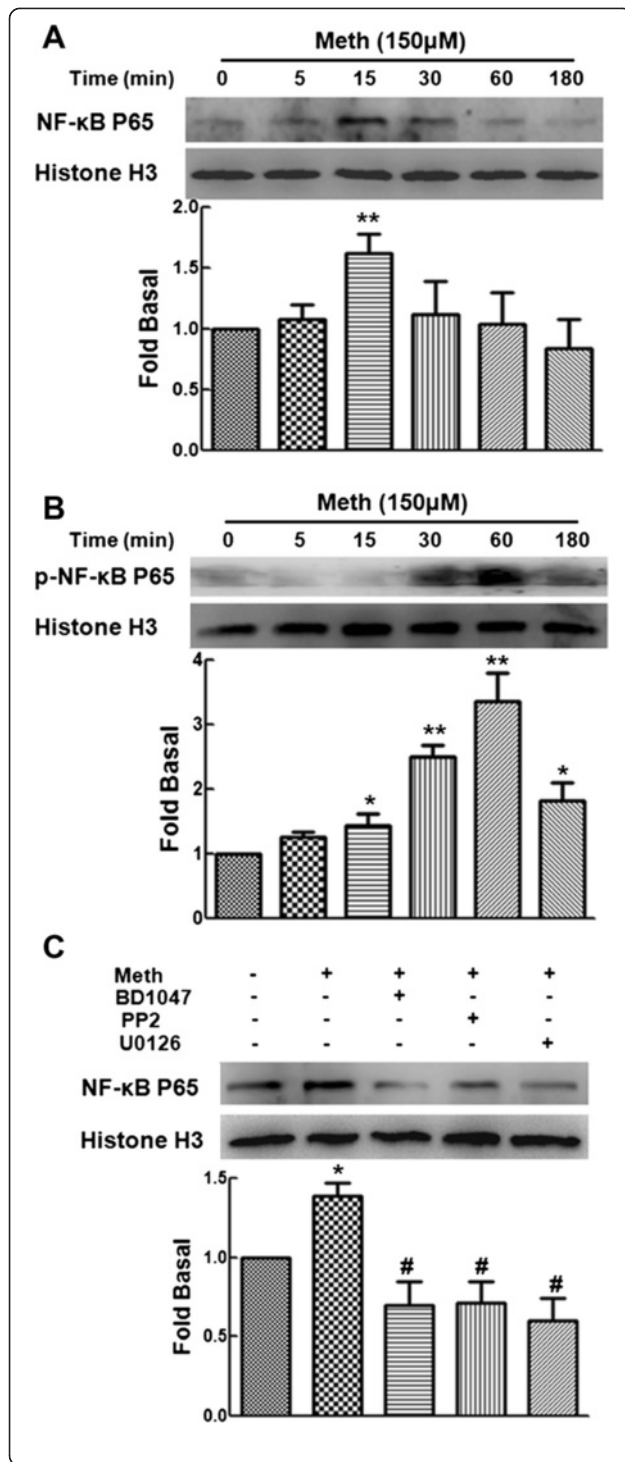 A
Meth (150μM)
Time (min) 0 5 15 30 60 180
NF-κB P65
Histone H3
2.0
1.5
1.0
0.5
0.0
Fold Basal
**
B
Meth (150μM)
Time (min) 0 5 15 30 60 180
p-NF-κB P65
Histone H3
4
3
2
1
0
Fold Basal
* ** ** *
C
Meth - + + + +
BD1047 - - + - -
PP2 - - - + -
U0126 - - - - +
NF-κB P65
Histone H3
1.5
1.0
0.5
0.0
Fold Basal
* # # #